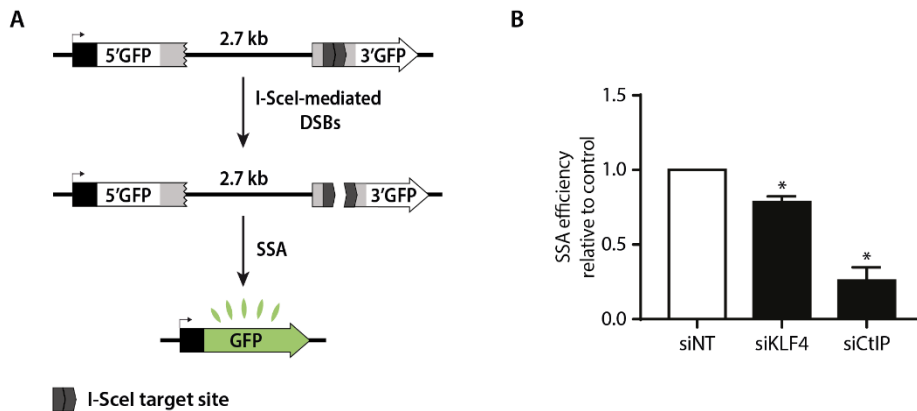 A
5'GFP
2.7 kb
3'GFP
I-SceI-mediated
DSBs
5'GFP
2.7 kb
3'GFP
SSA
GFP
I-SceI target site
B
SSA efficiency
relative to control
1.5
1.0
0.5
0.0
*
*
siNT
siKLF4
siCtIP